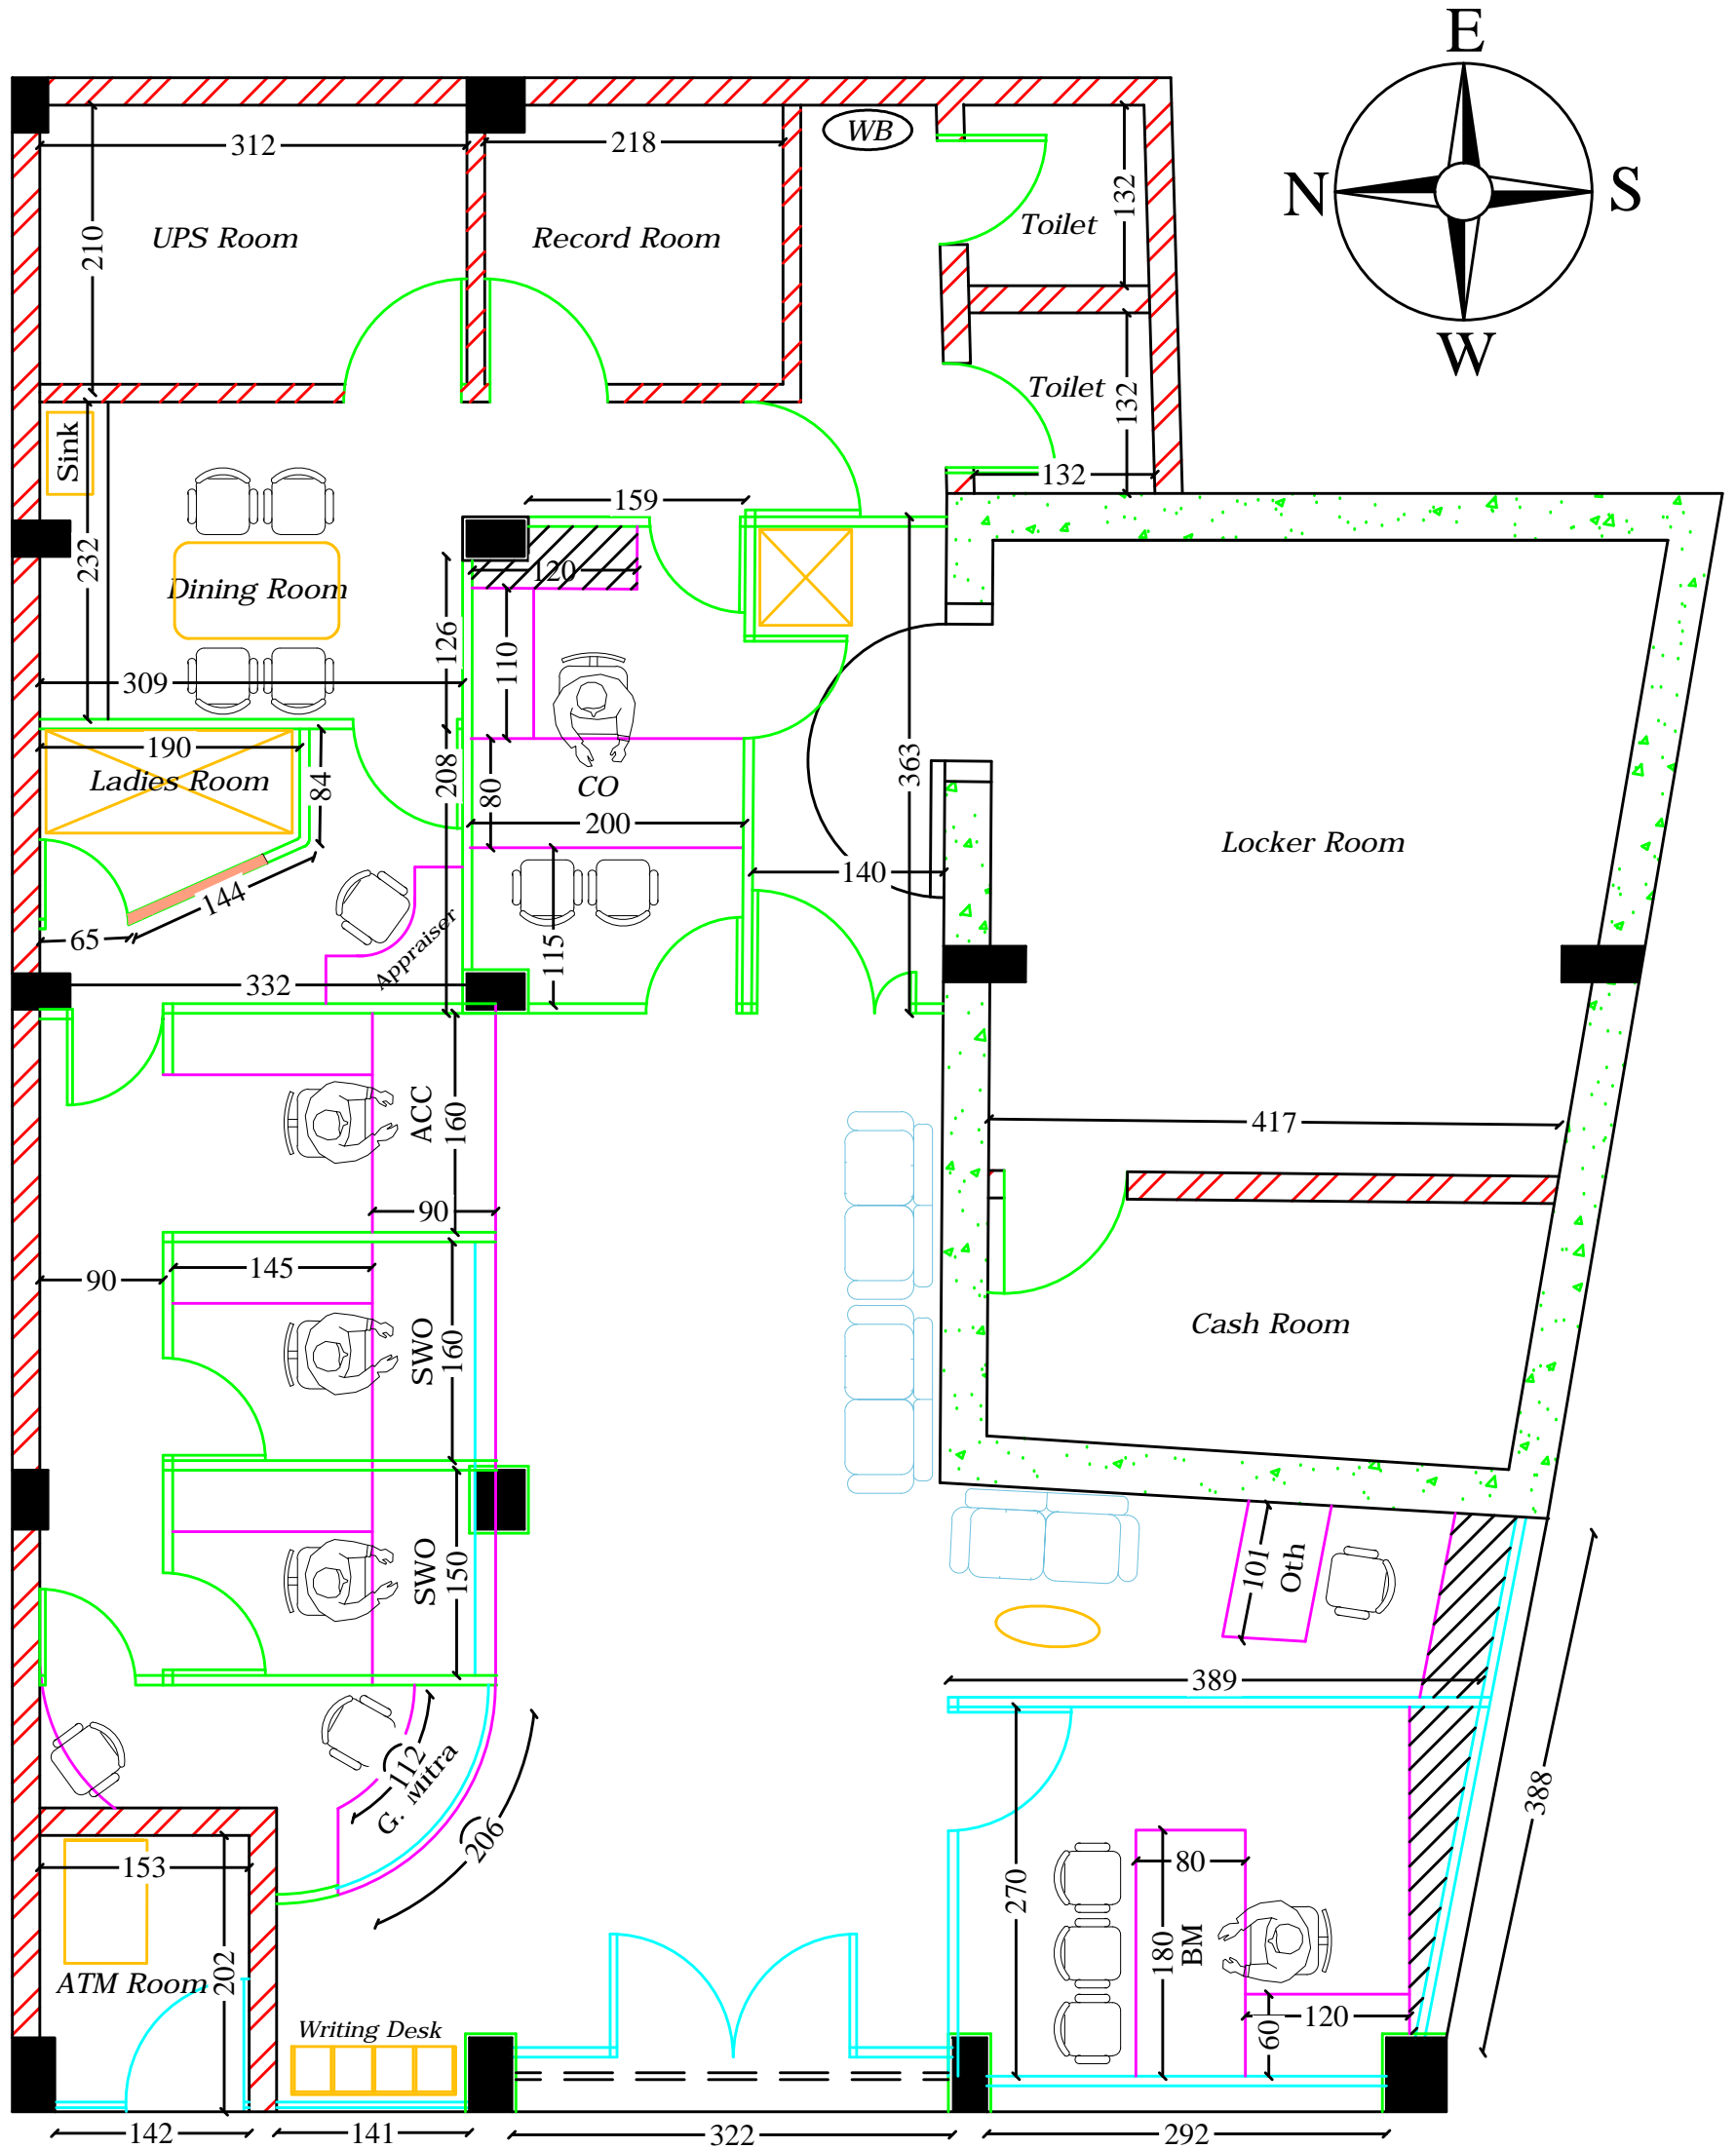 E
N
S
W
312
218
WB
132
Toilet
210
UPS Room
Record Room
Toilet
132
132
Sink
159
232
Dining Room
120
126
110
309
190
Ladies Room
84
208
80
CO
200
363
140
Locker Room
144
65
Appraiser
115
332
ACC
160
90
417
90
145
SWO
160
Cash Room
SWO
150
101
Oth
389
112
G. Mitra
206
388
153
ATM Room
202
270
80
180
BM
60
120
Writing Desk
142
141
322
292